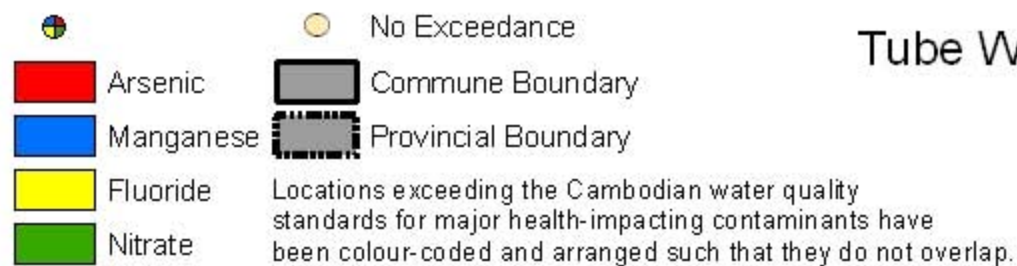 No Exceedance
Tube
Arsenic
Commune Boundary
Manganese
Provincial Boundary
Fluoride
Nitrate
Locations exceeding the Cambodian water quality
standards for major health-impacting contaminants have
been colour-coded and arranged such that they do not overlap.